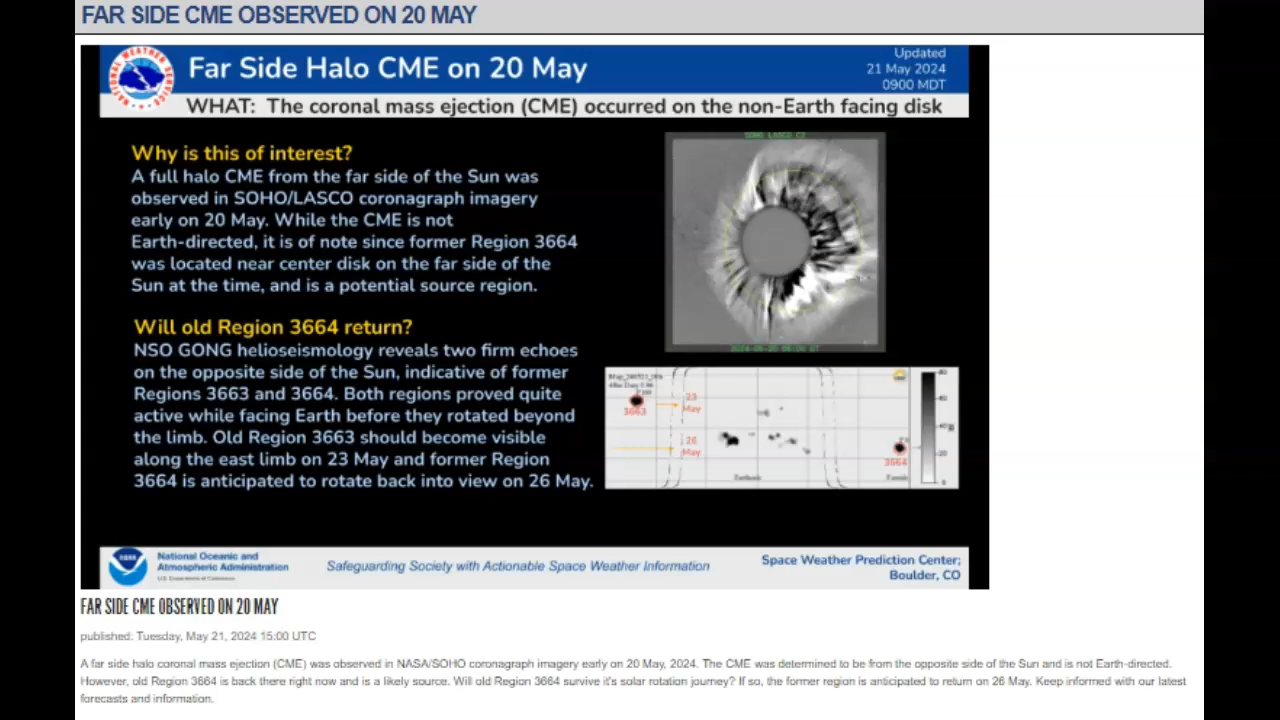 FAR SIDE CME OBSERVED ON 20 MAY
Far Side Halo CME on 20 May
Updated
21 May 2024
0900 MDT
WHAT: The coronal mass ejection (CME) occurred on the non-Earth facing disk
Why is this of interest?
A full halo CME from the far side of the Sun was
observed in SOHO/LASCO coronagraph imagery
early on 20 May. While the CME is not
Earth-directed, it is of note since former Region 3664
was located near center disk on the far side of the
Sun at the time, and is a potential source region.
Will old Region 3664 return?
NSO GONG helioseismology reveals two firm echoes
on the opposite side of the Sun, indicative of former
Regions 3663 and 3664. Both regions proved quite
active while facing Earth before they rotated beyond
the limb. Old Region 3663 should become visible
along the east limb on 23 May and former Region
3664 is anticipated to rotate back into view on 26 May.
3663
23
May
26
May
3664
NATIONAL WEATHER SERVICE
National Oceanic and
Atmospheric Administration
U.S. Department of Commerce
Safeguarding Society with Actionable Space Weather Information
Space Weather Prediction Center;
Boulder, CO
FAR SIDE CME OBSERVED ON 20 MAY
published: Tuesday, May 21, 2024 15:00 UTC
A far side halo coronal mass ejection (CME) was observed in NASA/SOHO coronagraph imagery early on 20 May, 2024. The CME was determined to be from the opposite side of the Sun and is not Earth-directed.
However, old Region 3664 is back there right now and is a likely source. Will old Region 3664 survive it's solar rotation journey? If so, the former region is anticipated to return on 26 May. Keep informed with our latest
forecasts and information.